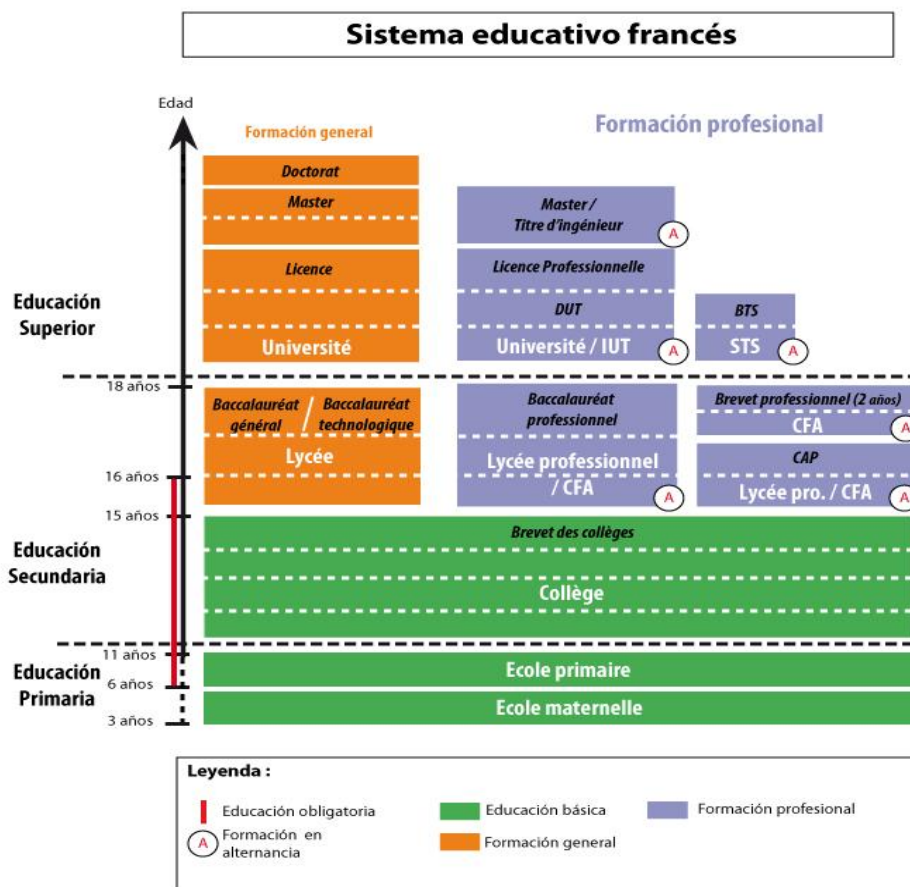 Sistema educativo francés
Edad
Formación general
Formación profesional
Doctorat
Master
Licence
Université
Master /
Titre d'ingénieur
A
Licence Professionnelle
DUT
Université / IUT
A
BTS
STS
A
Educación
Superior
18 años
Baccalauréat
général
/
Baccalauréat
technologique
Lycée
Baccalauréat
professionnel
Lycée professionnel
/ CFA
A
Brevet professionnel (2 años)
CFA
A
CAP
Lycée pro. / CFA
A
16 años
15 años
Educación
Secundaria
Brevet des collèges
Collège
11 años
Educación
Primaria
6 años
3 años
Ecole primaire
Ecole maternelle
Leyenda :
Educación obligatoria
A
Formación en
alternancia
Educación básica
Formación general
Formación profesional